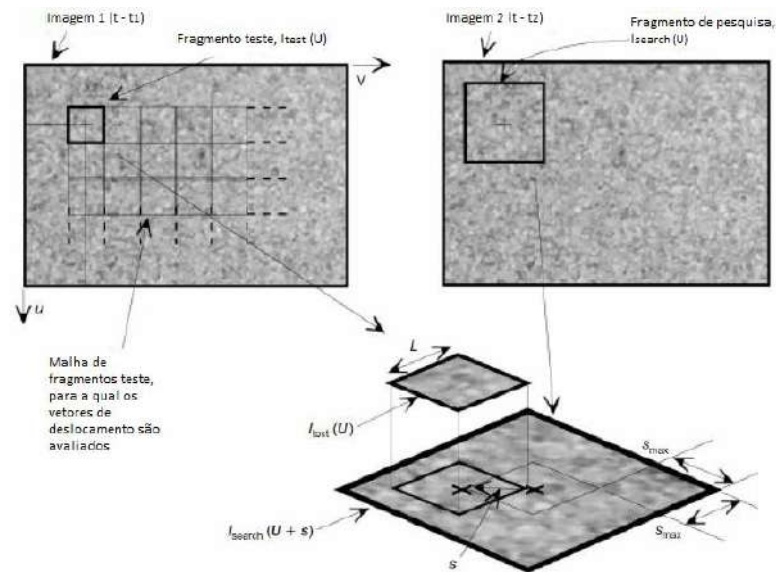 Imagem 1 (t - t1)
Fragmento teste, Itest (U)
V
Imagem 2 (t - t2)
Fragmento de pesquisa,
Isearch (U)
u
Malha de
fragmentos teste,
para a qual os
vetores de
deslocamento são
avaliados
L
Itest (U)
smax
smax
Isearch (U + s)
s